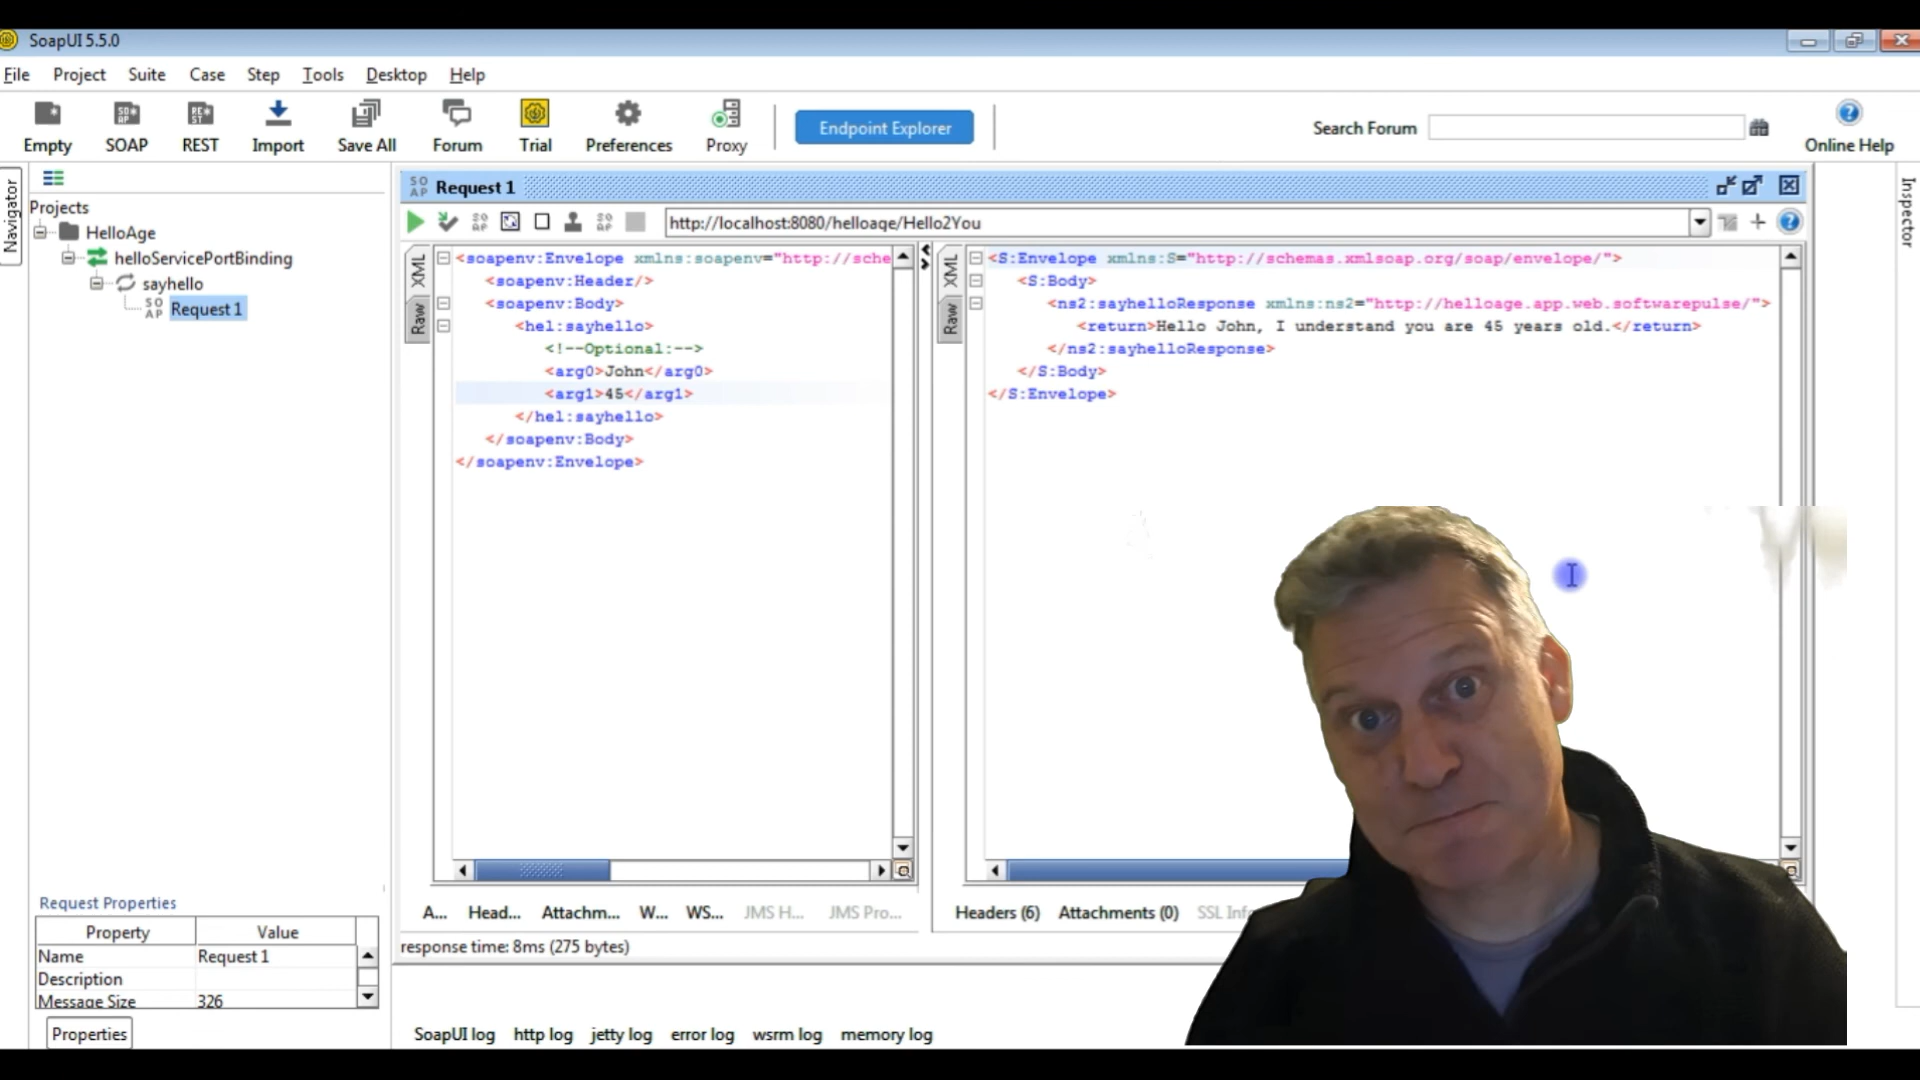 SoapUI 5.5.0
File Project Suite Case Step Tools Desktop Help
Empty SOAP REST Import Save All Forum Trial Preferences Proxy Endpoint Explorer Search Forum Online Help
Navigator
Projects
HelloAge
helloServicePortBinding
sayhello
SO AP Request 1
Request Properties
Property Value
Name Request 1
Description
Message Size 326
Properties
SO AP Request 1
http://localhost:8080/helloage/Hello2You
XML
Raw
<soapenv:Envelope xmlns:soapenv="http://sche
<soapenv:Header/>
<soapenv:Body>
<hel:sayhello>
<!--Optional:-->
<arg0>John</arg0>
<arg1>45</arg1>
</hel:sayhello>
</soapenv:Body>
</soapenv:Envelope>
A... Head... Attachm... W... WS... JMS H... JMS Pro...
XML
Raw
<S:Envelope xmlns:S="http://schemas.xmlsoap.org/soap/envelope/">
<S:Body>
<ns2:sayhelloResponse xmlns:ns2="http://helloage.app.web.softwarepulse/">
<return>Hello John, I understand you are 45 years old.</return>
</ns2:sayhelloResponse>
</S:Body>
</S:Envelope>
Headers (6) Attachments (0) SSL Info
response time: 8ms (275 bytes)
SoapUI log http log jetty log error log wsrm log memory log
Inspector